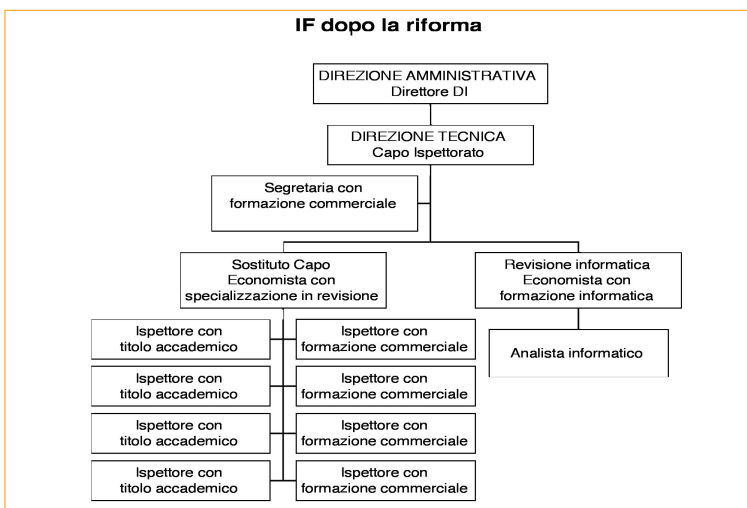 IF dopo la riforma
DIREZIONE AMMINISTRATIVA
Direttore DI
DIREZIONE TECNICA
Capo Ispettorato
Segretaria con
formazione commerciale
Sostituto Capo
Economista con
specializzazione in revisione
Revisione informatica
Economista con
formazione informatica
Ispettore con
titolo accademico
Ispettore con
formazione commerciale
Analista informatico
Ispettore con
titolo accademico
Ispettore con
formazione commerciale
Ispettore con
titolo accademico
Ispettore con
formazione commerciale
Ispettore con
titolo accademico
Ispettore con
formazione commerciale